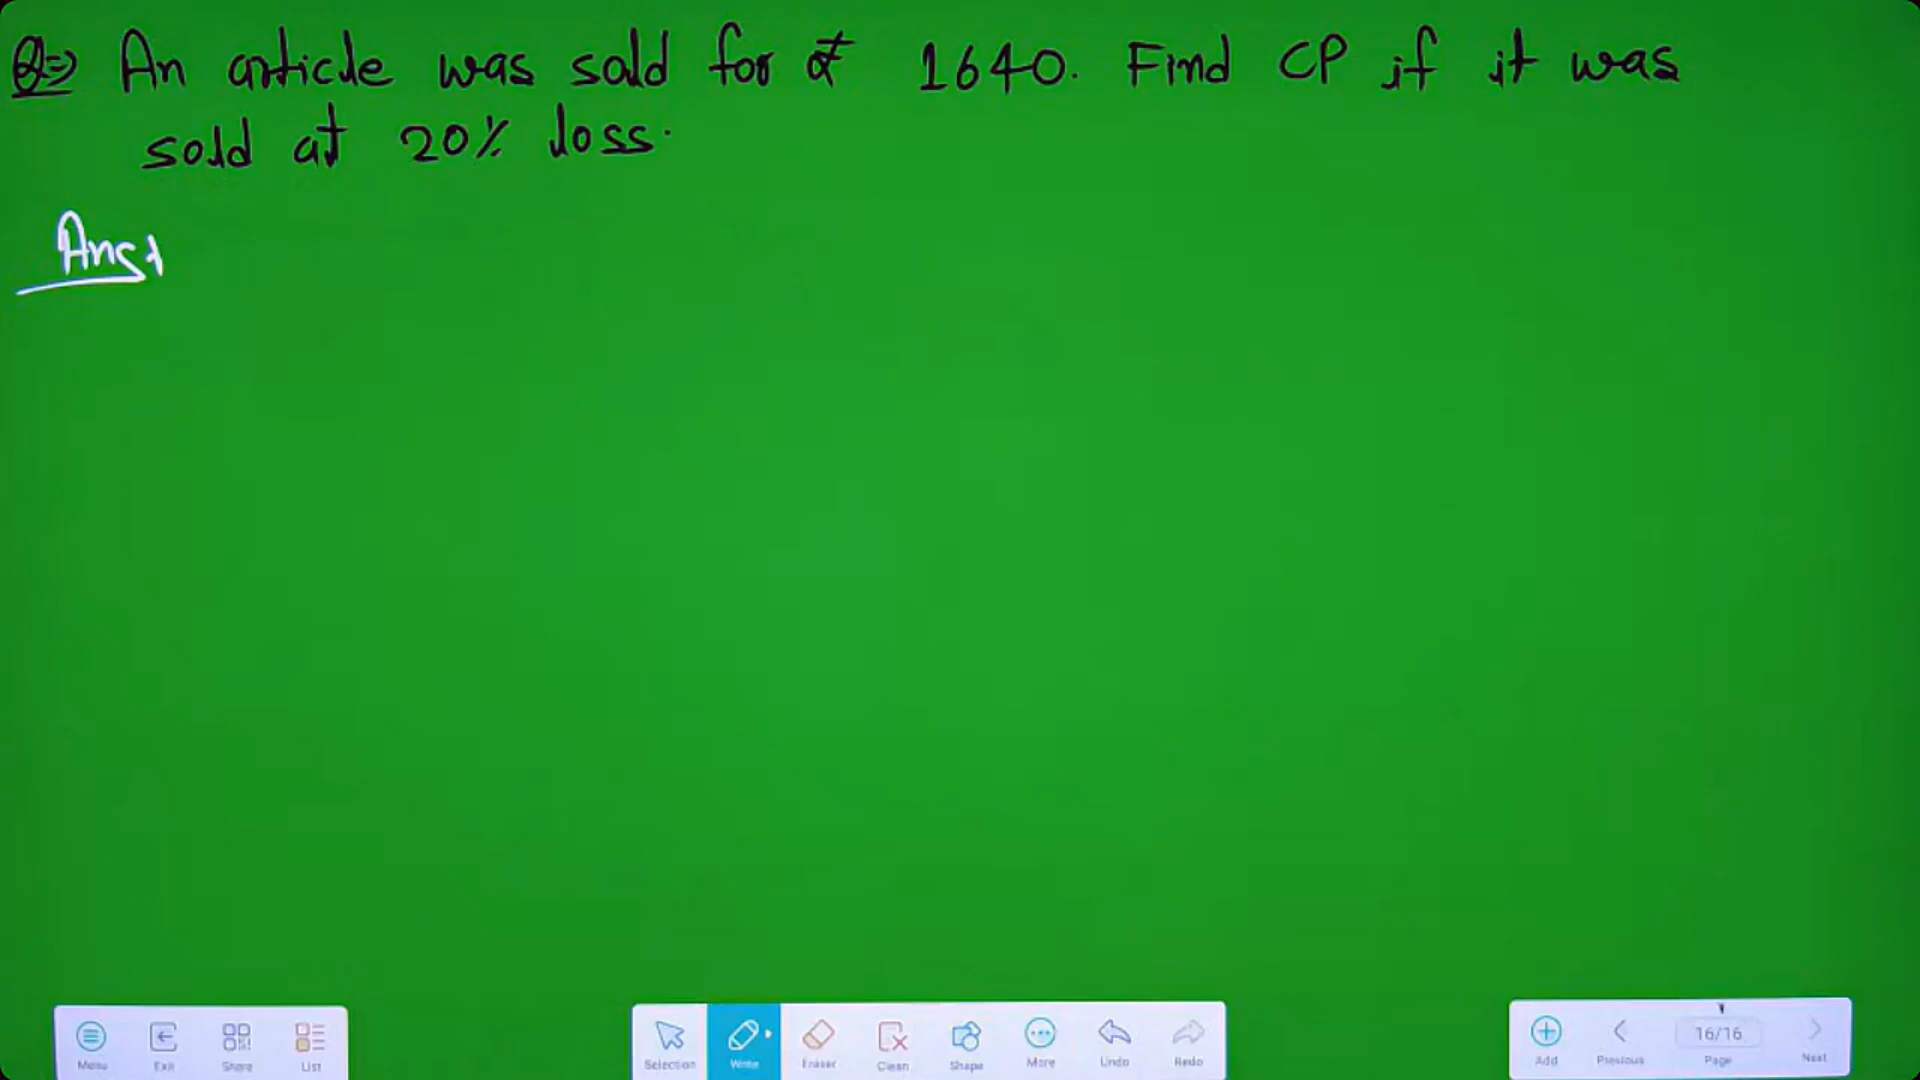 Q⇒ An article was sold for ₹ 1640. Find CP if it was
sold at 20% loss.
Ans
Menu Exit Share List Selection Write Eraser Clean Shape More Undo Redo Add Previous 16/16 Page Next